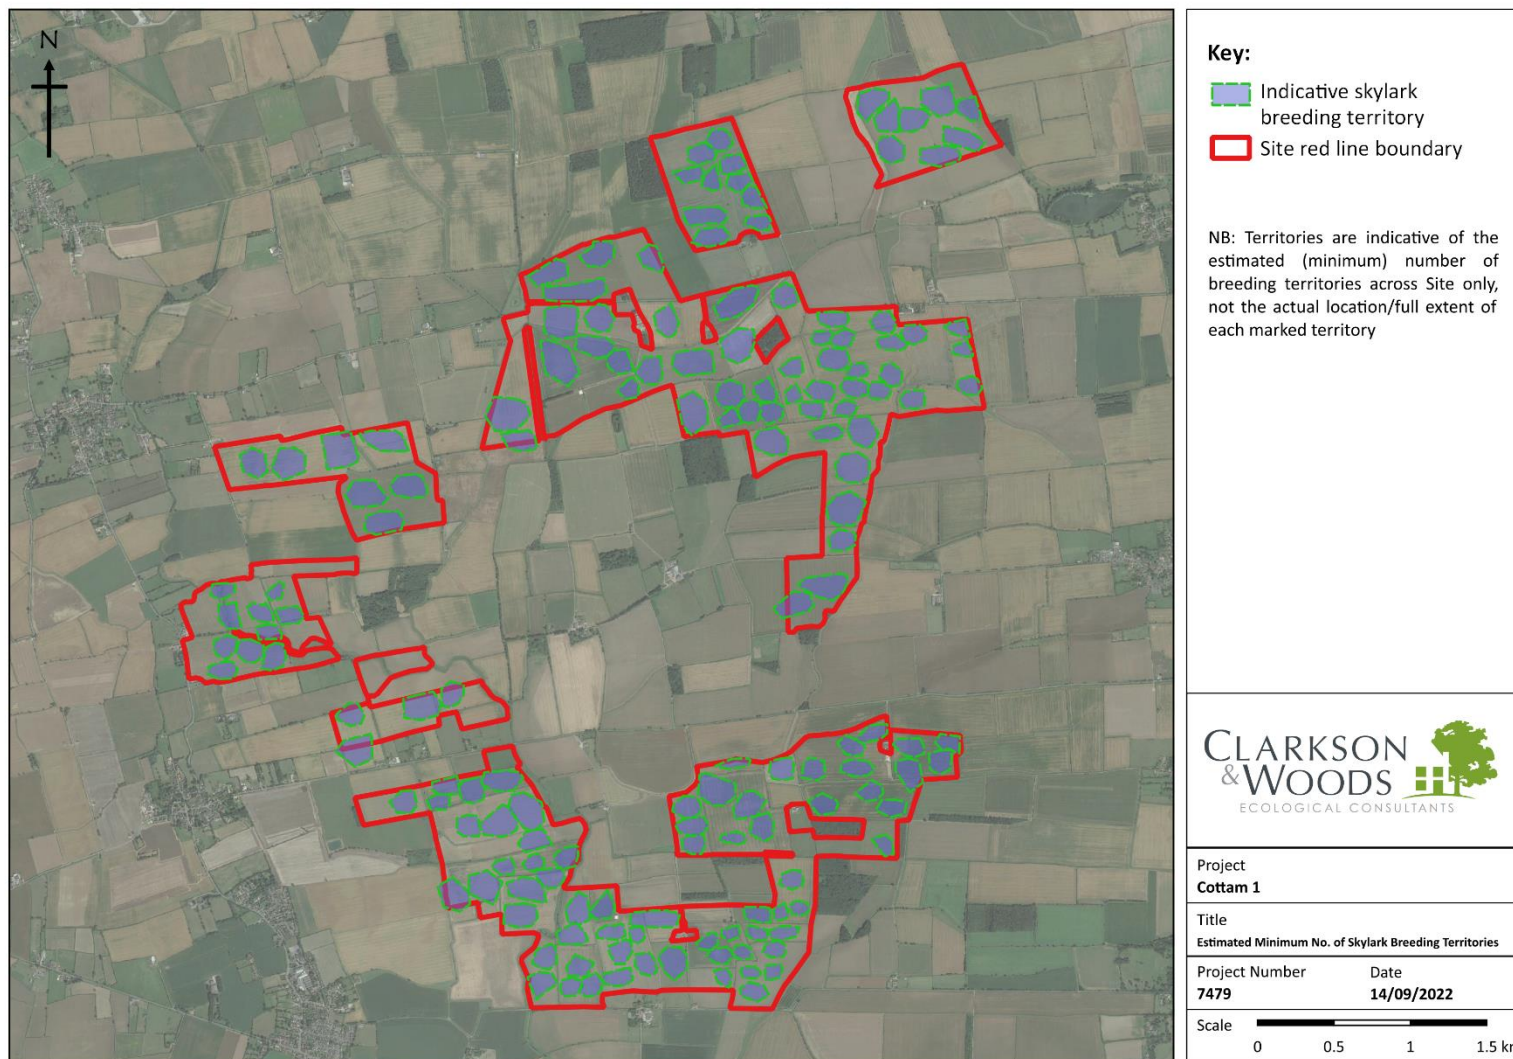 N
Key:
Indicative skylark
breeding territory
Site red line boundary
NB: Territories are indicative of the
estimated (minimum) number of
breeding territories across Site only,
not the actual location/full extent of
each marked territory
CLARKSON
&WOODS
ECOLOGICAL CONSULTANTS
Project
Cottam 1
Title
Estimated Minimum No. of Skylark Breeding Territories
Project Number Date
7479 14/09/2022
Scale
0 0.5 1 1.5 km